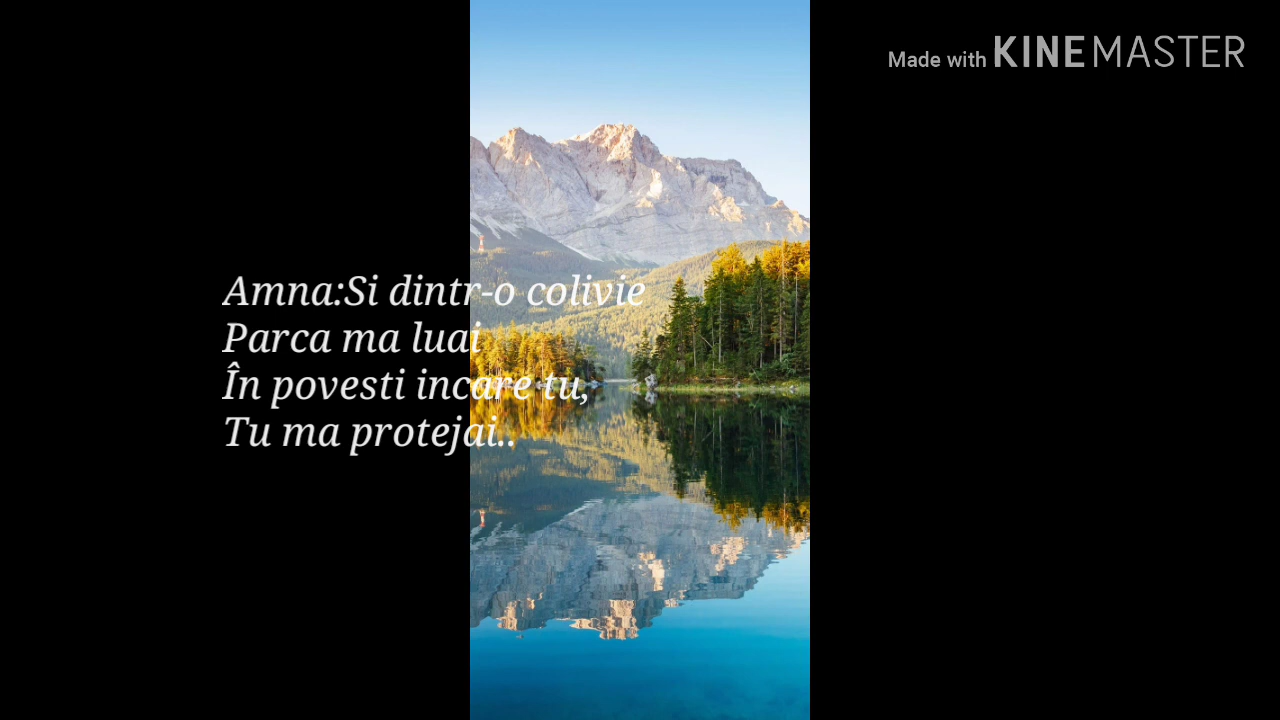 Made with KINEMASTER
Amna:Si dintr-o colivie
Parca ma luai
În povesti incare tu,
Tu ma protejai..